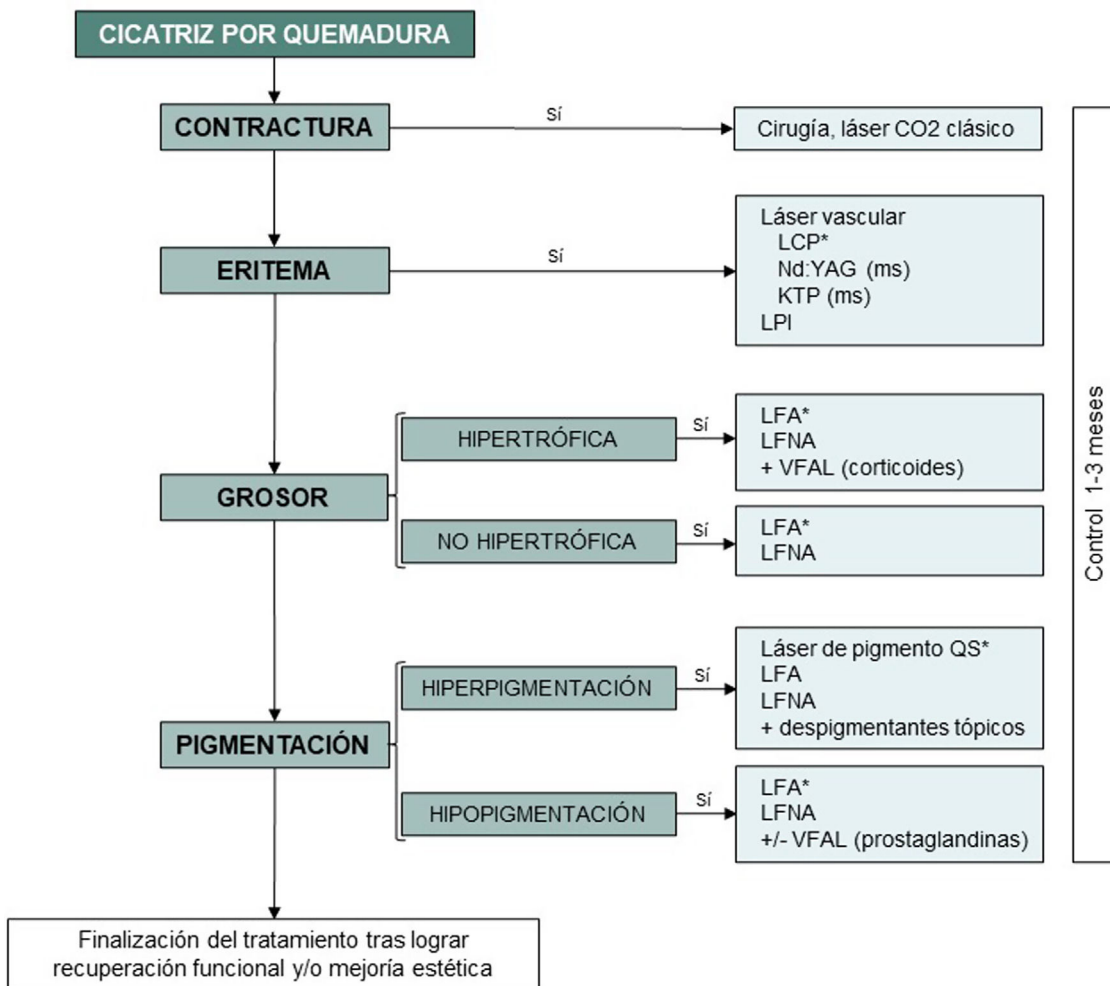 CICATRIZ POR QUEMADURA
CONTRACTURA
Sí
Cirugía, láser CO2 clásico
ERITEMA
Sí
Láser vascular
LCP*
Nd:YAG (ms)
KTP (ms)
LPI
GROSOR
HIPERTRÓFICA
Sí
LFA*
LFNA
+ VFAL (corticoides)
NO HIPERTRÓFICA
Sí
LFA*
LFNA
PIGMENTACIÓN
HIPERPIGMENTACIÓN
Sí
Láser de pigmento QS*
LFA
LFNA
+ despigmentantes tópicos
HIPOPIGMENTACIÓN
Sí
LFA*
LFNA
+/- VFAL (prostaglandinas)
Control 1-3 meses
Finalización del tratamiento tras lograr
recuperación funcional y/o mejoría estética